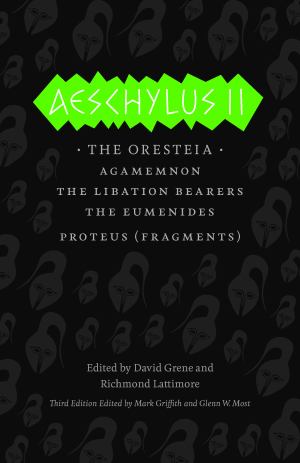 AESCHYLUS II
· THE ORESTEIA ·
AGAMEMNON
THE LIBATION BEARERS
THE EUMENIDES
PROTEUS (FRAGMENTS)
Edited by David Grene and
Richmond Lattimore
Third Edition Edited by Mark Griffith and Glenn W. Most